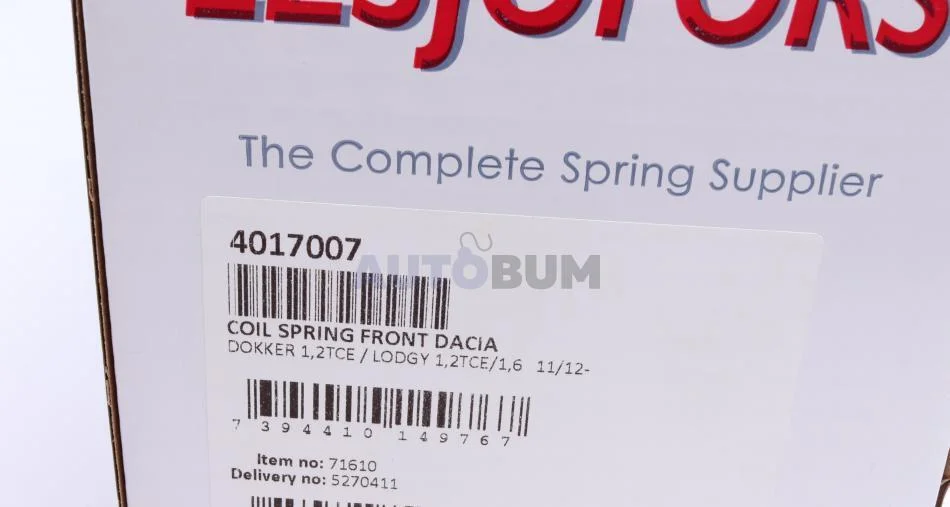 LESJÖFORS
The Complete Spring Supplier
4017007
AUTOBUM
COIL SPRING FRONT DACIA
DOKKER 1,2TCE / LODGY 1,2TCE/1,6 11/12-
7 394410 149767
Item no: 71610
Delivery no: 5270411